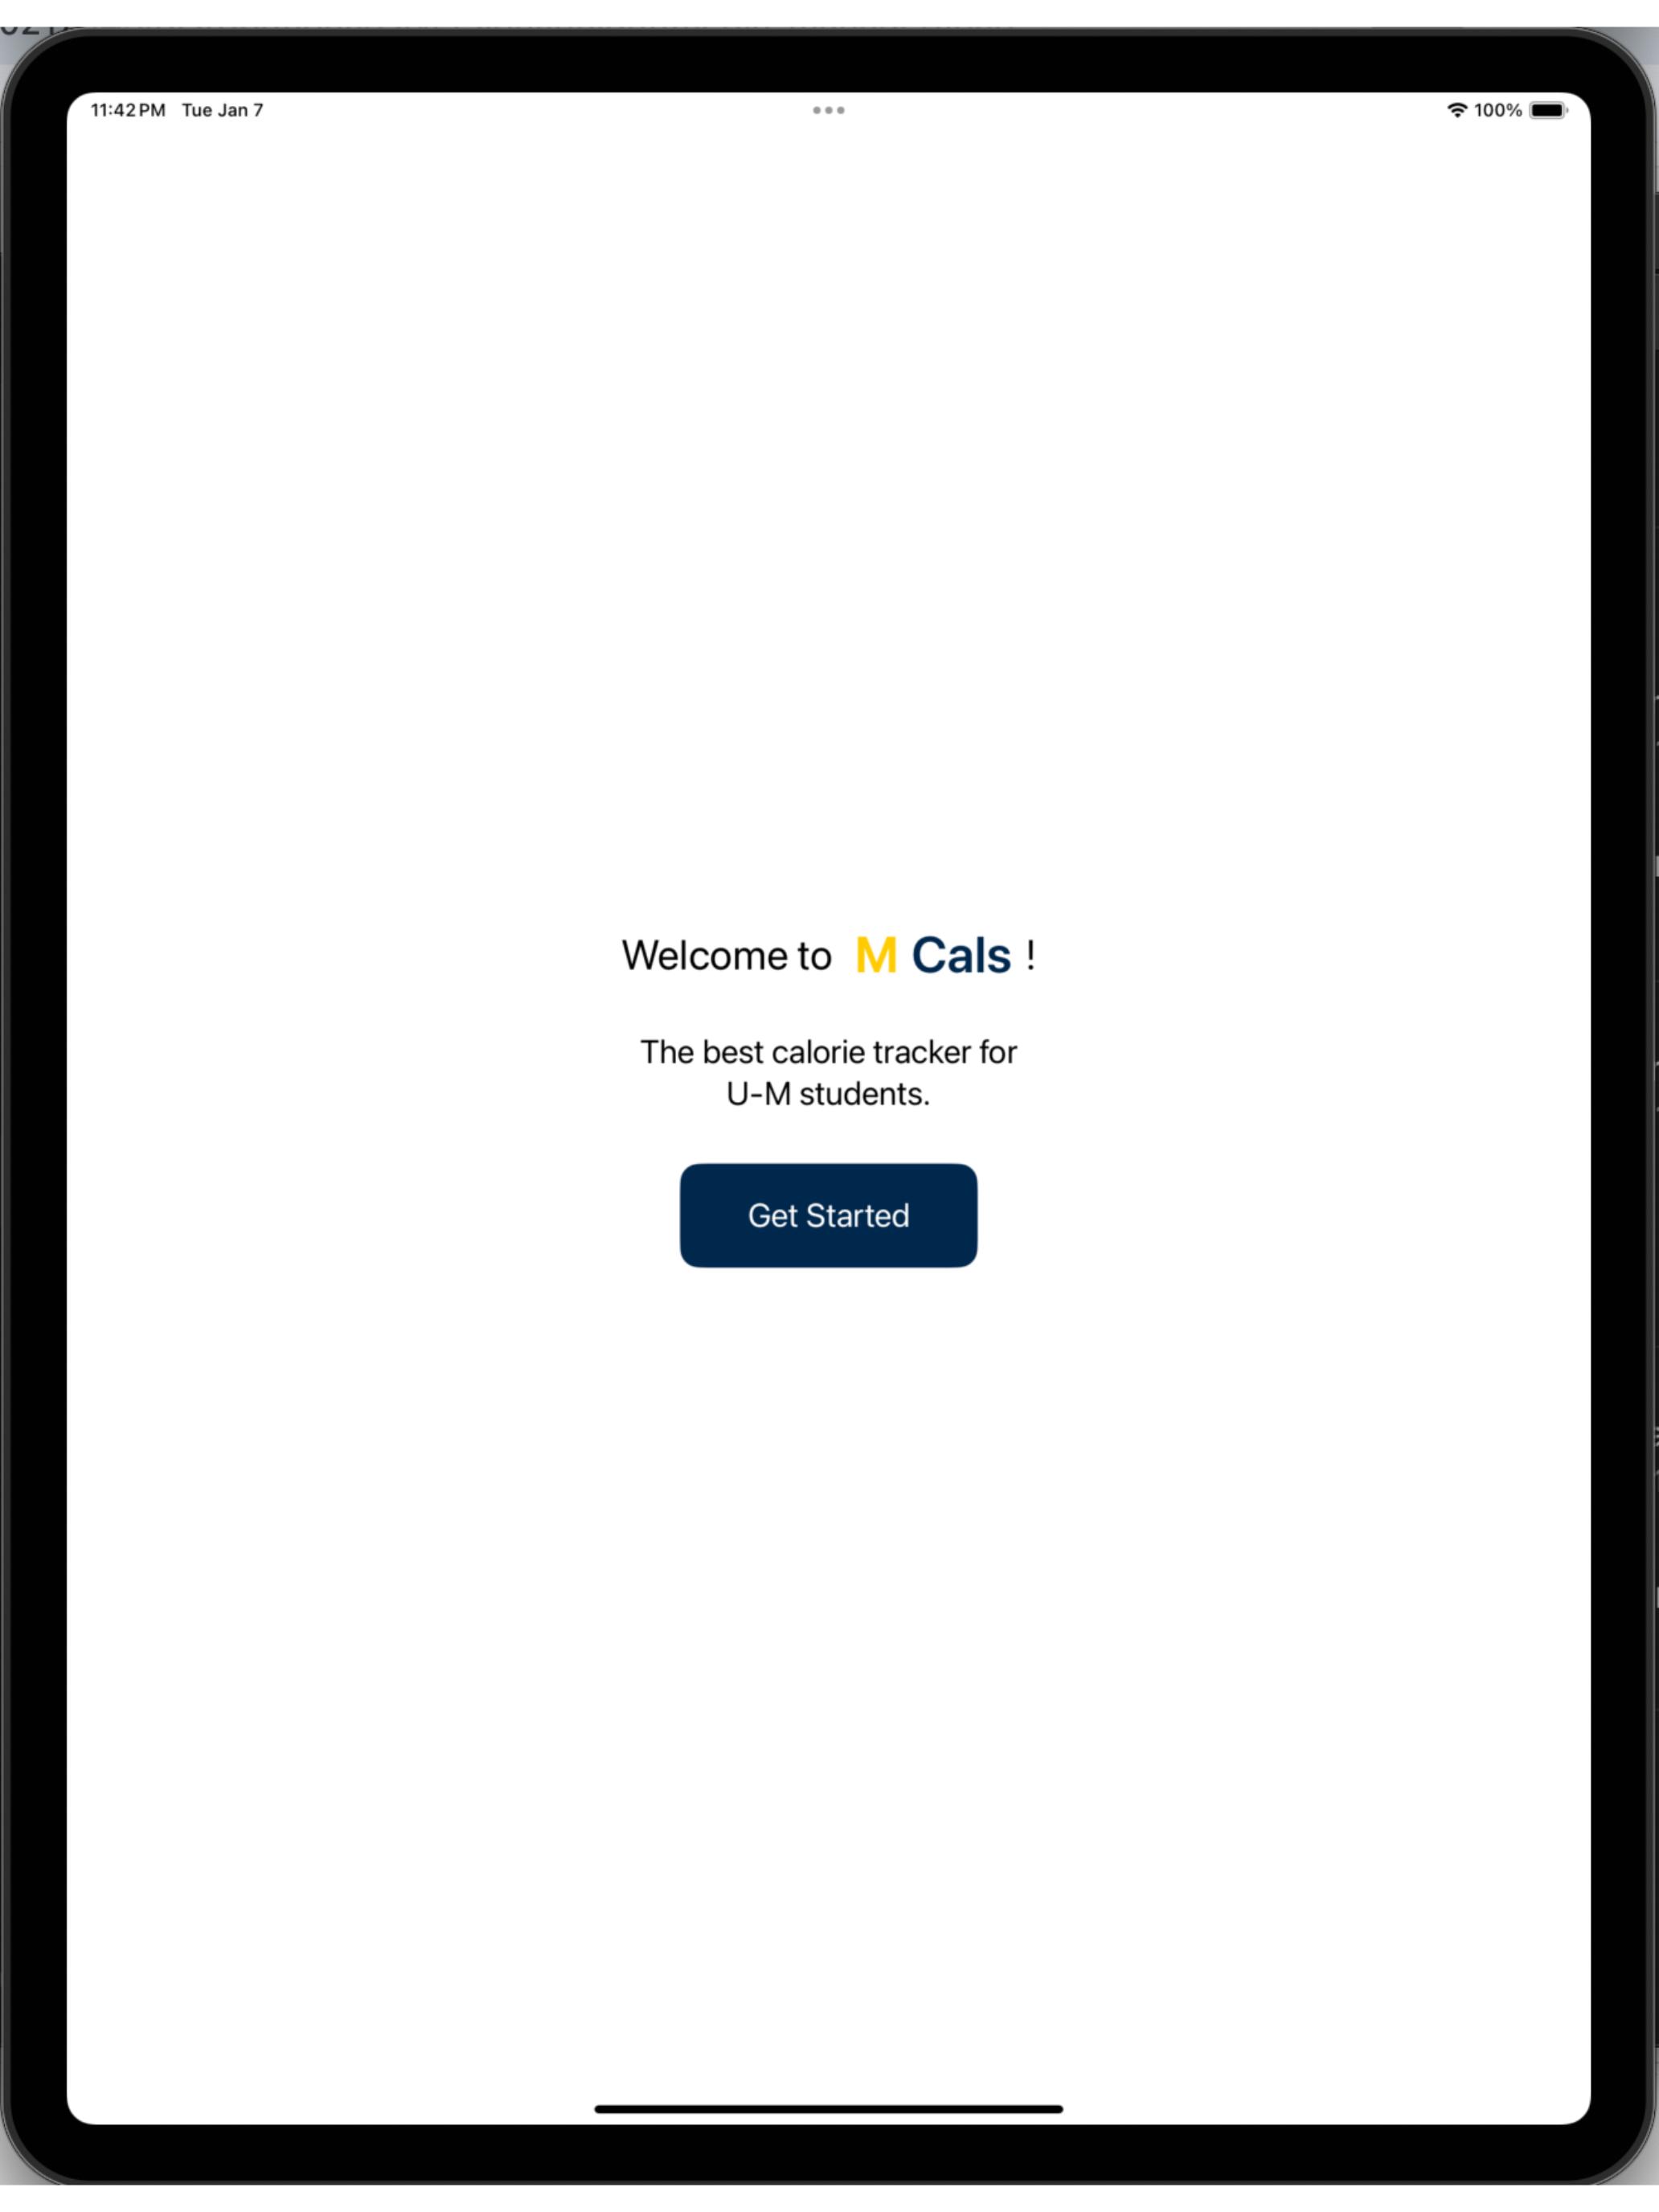 11:42 PM Tue Jan 7 100%
Welcome to M Cals !
The best calorie tracker for
U-M students.
Get Started